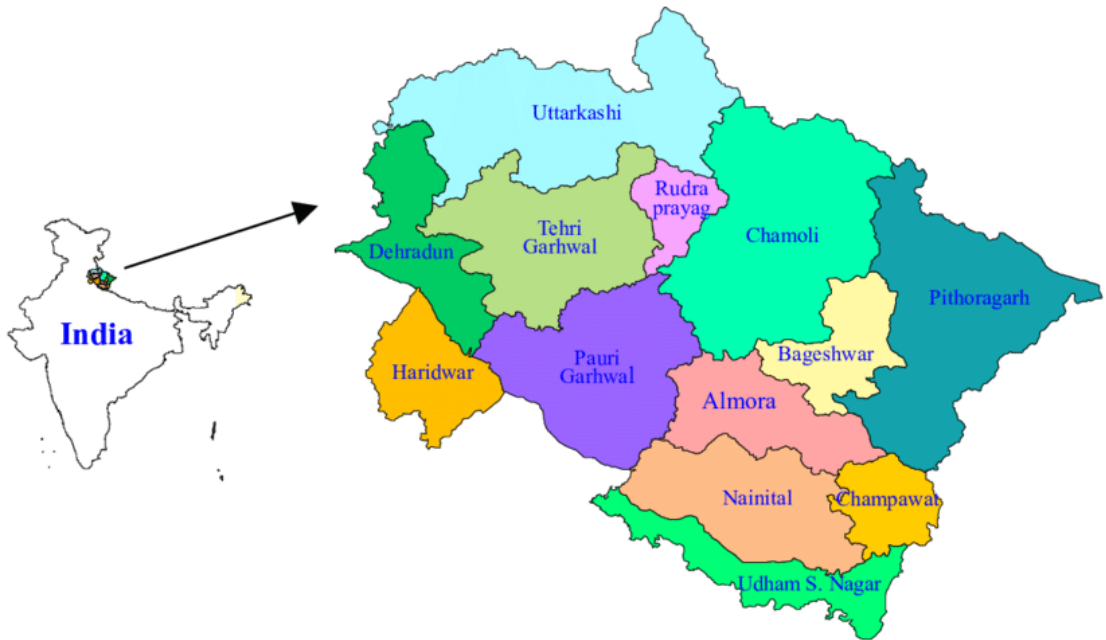 Uttarkashi
Rudra
prayag
Tehri
Garhwal
Chamoli
Dehradun
Pithoragarh
India
Haridwar
Pauri
Garhwal
Bageshwar
Almora
Nainital
Champawat
Udham S. Nagar